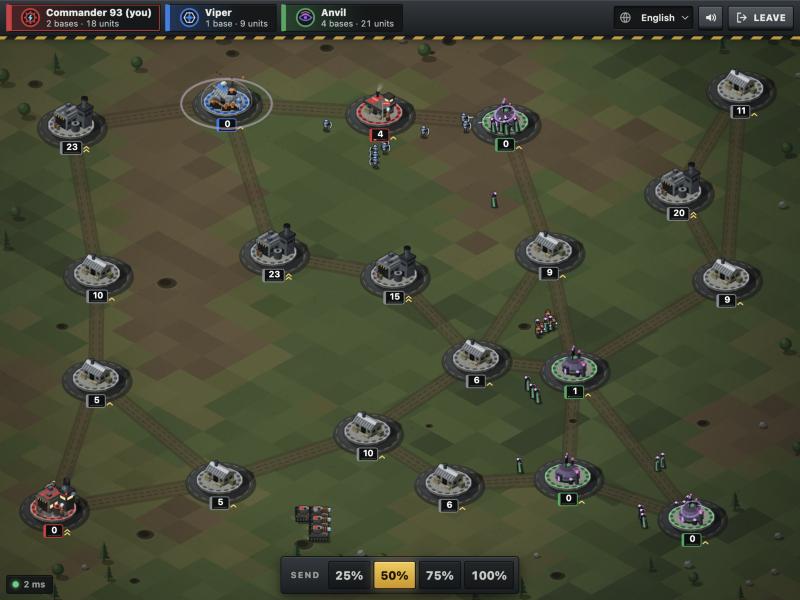 Commander 93 (you)
2 bases · 18 units
Viper
1 base · 9 units
Anvil
4 bases · 21 units
English
LEAVE
11
23
0
4
0
20
10
23
15
9
9
5
6
1
10
0
5
6
0
0
SEND
25%
50%
75%
100%
2 ms